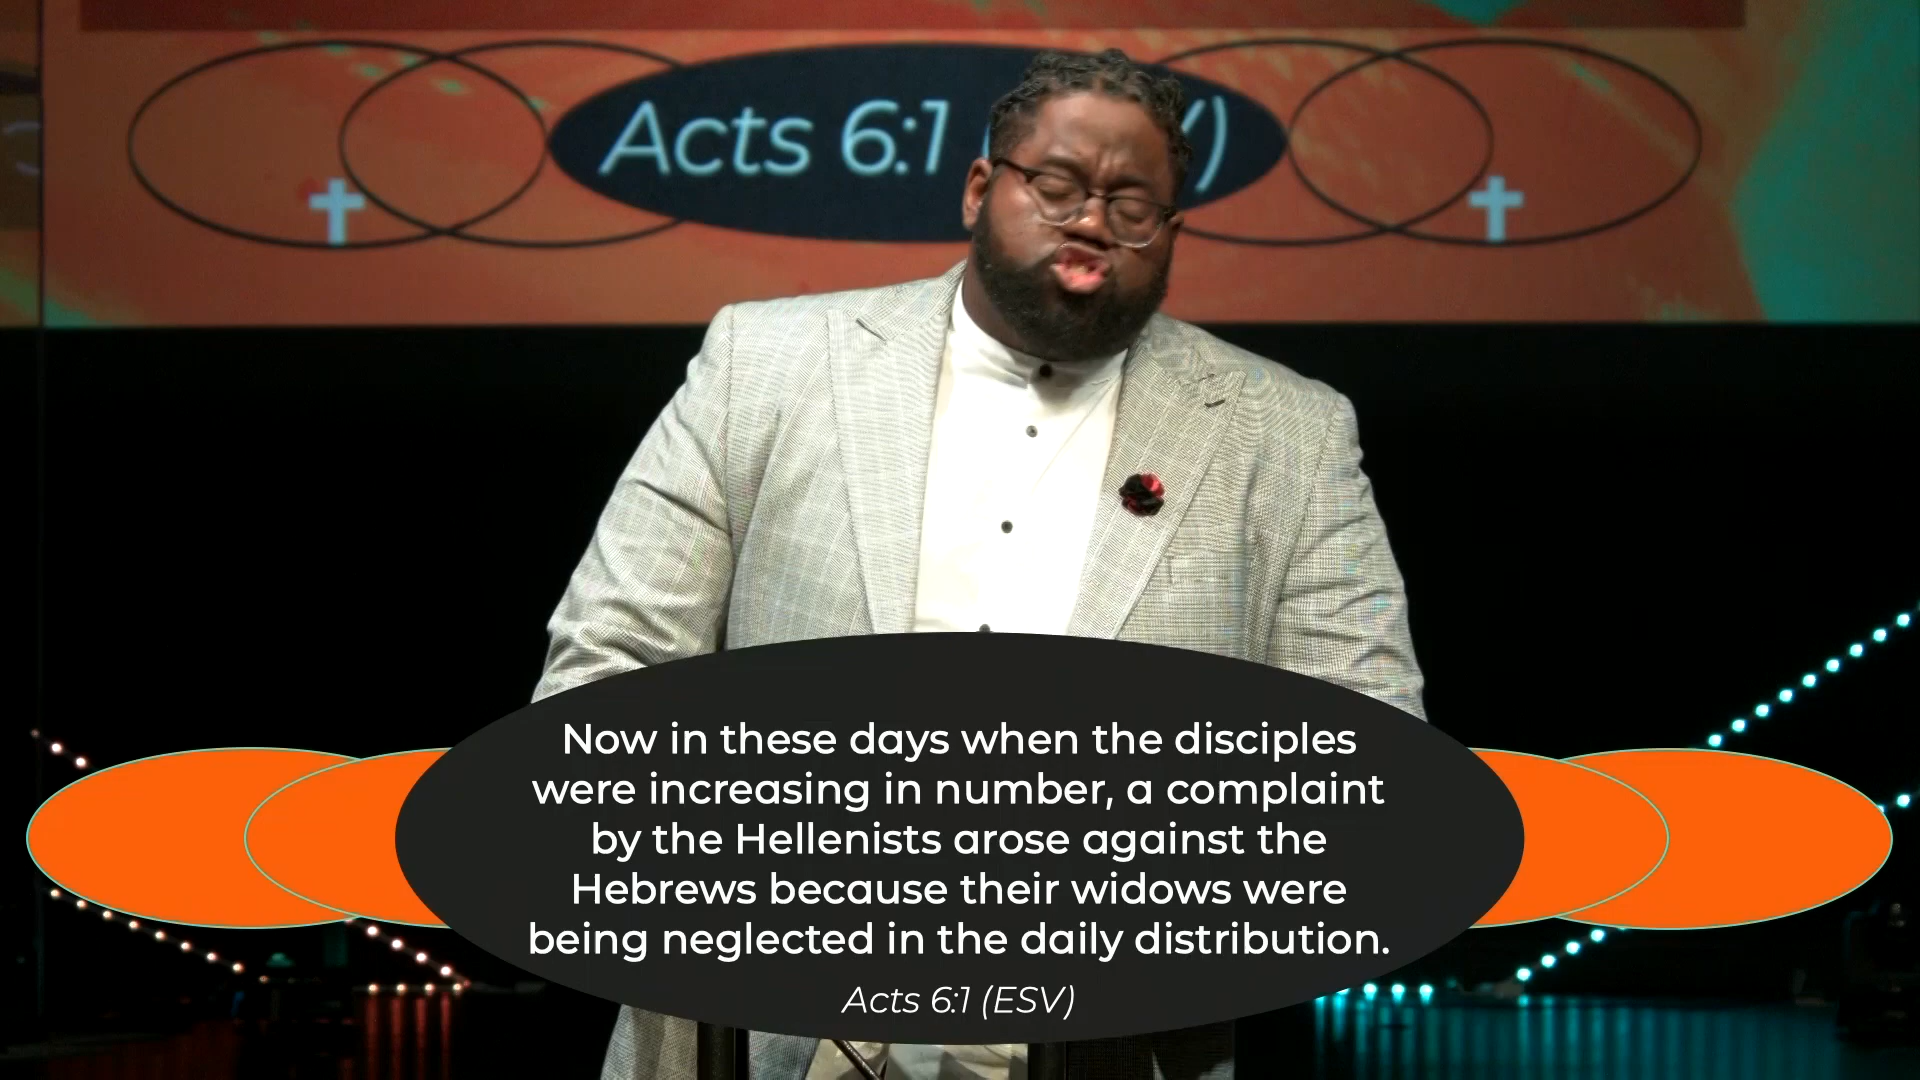 Acts 6:1
Now in these days when the disciples
were increasing in number, a complaint
by the Hellenists arose against the
Hebrews because their widows were
being neglected in the daily distribution.
Acts 6:1 (ESV)